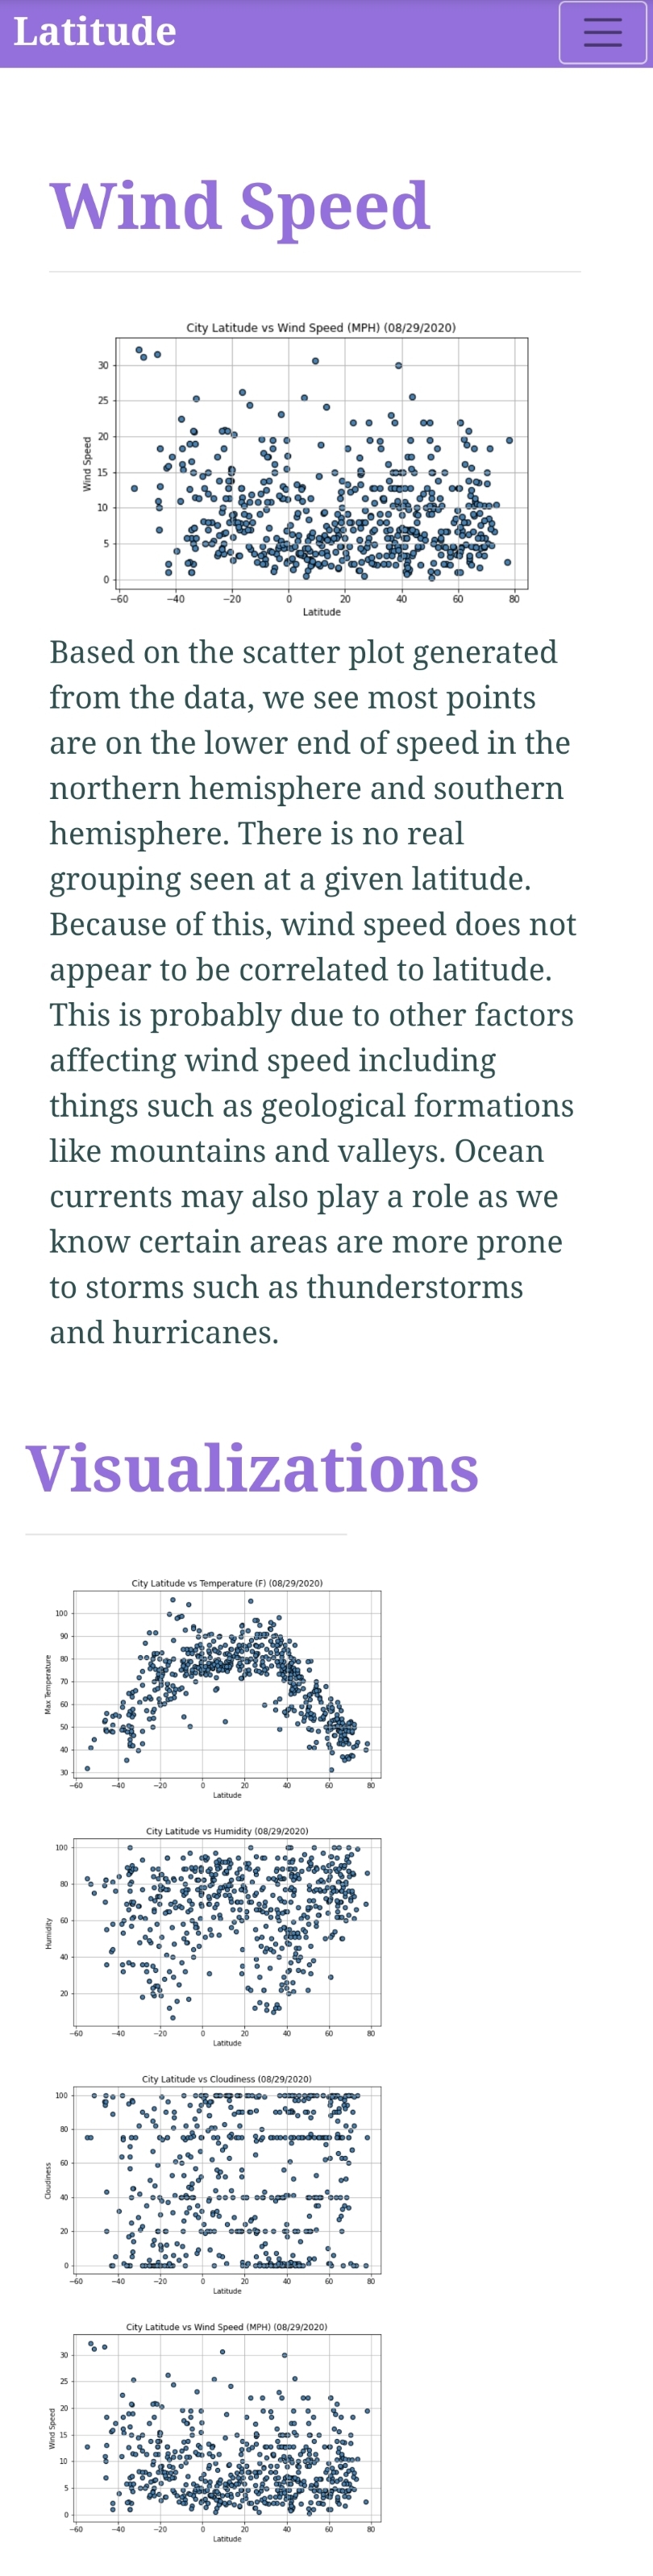 Latitude
Wind Speed
City Latitude vs Wind Speed (MPH) (08/29/2020)
Wind Speed
30
25
20
15
10
5
0
−60 −40 −20 0 20 40 60 80
Latitude
Based on the scatter plot generated
from the data, we see most points
are on the lower end of speed in the
northern hemisphere and southern
hemisphere. There is no real
grouping seen at a given latitude.
Because of this, wind speed does not
appear to be correlated to latitude.
This is probably due to other factors
affecting wind speed including
things such as geological formations
like mountains and valleys. Ocean
currents may also play a role as we
know certain areas are more prone
to storms such as thunderstorms
and hurricanes.
Visualizations
City Latitude vs Temperature (F) (08/29/2020)
Max Temperature
100
90
80
70
60
50
40
30
−60 −40 −20 0 20 40 60 80
Latitude
City Latitude vs Humidity (08/29/2020)
Humidity
100
80
60
40
20
−60 −40 −20 0 20 40 60 80
Latitude
City Latitude vs Cloudiness (08/29/2020)
Cloudiness
100
80
60
40
20
0
−60 −40 −20 0 20 40 60 80
Latitude
City Latitude vs Wind Speed (MPH) (08/29/2020)
Wind Speed
30
25
20
15
10
5
0
−60 −40 −20 0 20 40 60 80
Latitude